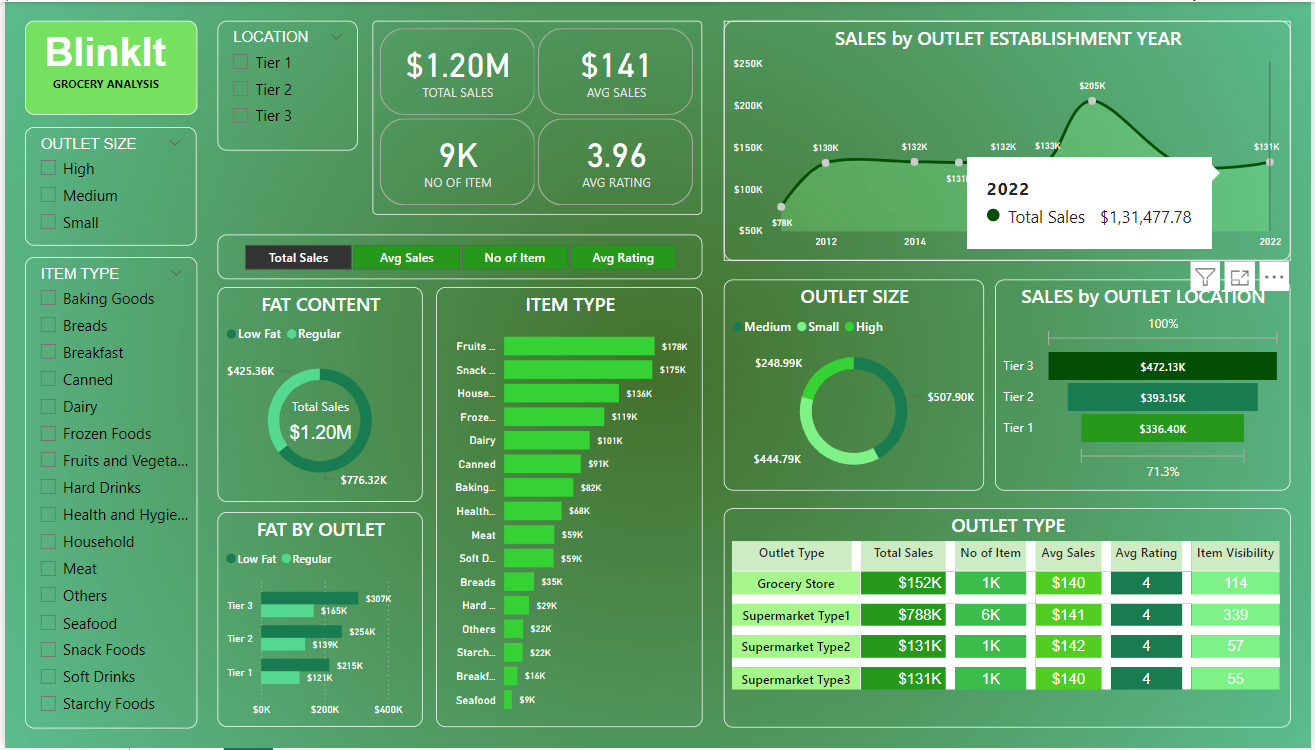 BlinkIt
GROCERY ANALYSIS
OUTLET SIZE
High
Medium
Small
ITEM TYPE
Baking Goods
Breads
Breakfast
Canned
Dairy
Frozen Foods
Fruits and Vegeta...
Hard Drinks
Health and Hygie...
Household
Meat
Others
Seafood
Snack Foods
Soft Drinks
Starchy Foods
LOCATION
Tier 1
Tier 2
Tier 3
$1.20M
TOTAL SALES
$141
AVG SALES
9K
NO OF ITEM
3.96
AVG RATING
Total Sales Avg Sales No of Item Avg Rating
FAT CONTENT
Low Fat Regular
$425.36K
Total Sales
$1.20M
$776.32K
FAT BY OUTLET
Low Fat Regular
Tier 3 $307K
$165K
Tier 2 $254K
$139K
Tier 1 $215K
$121K
$0K $200K $400K
ITEM TYPE
Fruits ... $178K
Snack ... $175K
House... $136K
Froze... $119K
Dairy $101K
Canned $91K
Baking... $82K
Health... $68K
Meat $59K
Soft D... $59K
Breads $35K
Hard ... $29K
Others $22K
Starch... $22K
Breakf... $16K
Seafood $9K
SALES by OUTLET ESTABLISHMENT YEAR
$250K
$200K
$150K
$100K
$50K
$78K
$130K
$132K
$131
$132K
$133K
$205K
$131K
2012 2014 2022
2022
Total Sales $1,31,477.78
OUTLET SIZE
Medium Small High
$248.99K
$507.90K
$444.79K
SALES by OUTLET LOCATION
100%
Tier 3 $472.13K
Tier 2 $393.15K
Tier 1 $336.40K
71.3%
OUTLET TYPE
Outlet Type Total Sales No of Item Avg Sales Avg Rating Item Visibility
Grocery Store $152K 1K $140 4 114
Supermarket Type1 $788K 6K $141 4 339
Supermarket Type2 $131K 1K $142 4 57
Supermarket Type3 $131K 1K $140 4 55